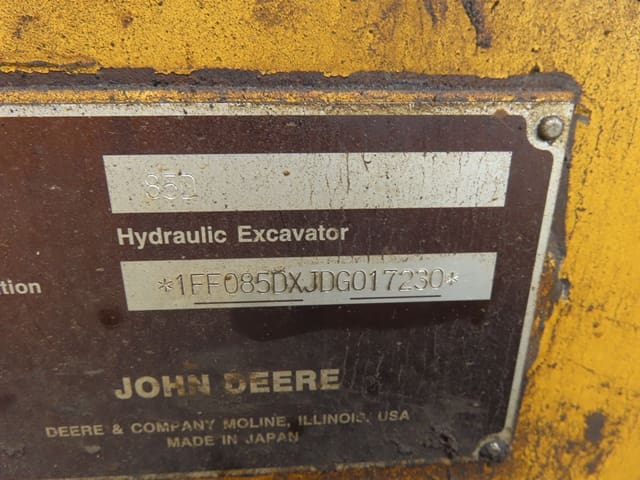 85D
Hydraulic Excavator
tion
*1FF085DXJDG017230*
JOHN DEERE
DEERE & COMPANY MOLINE, ILLINOIS, USA
MADE IN JAPAN